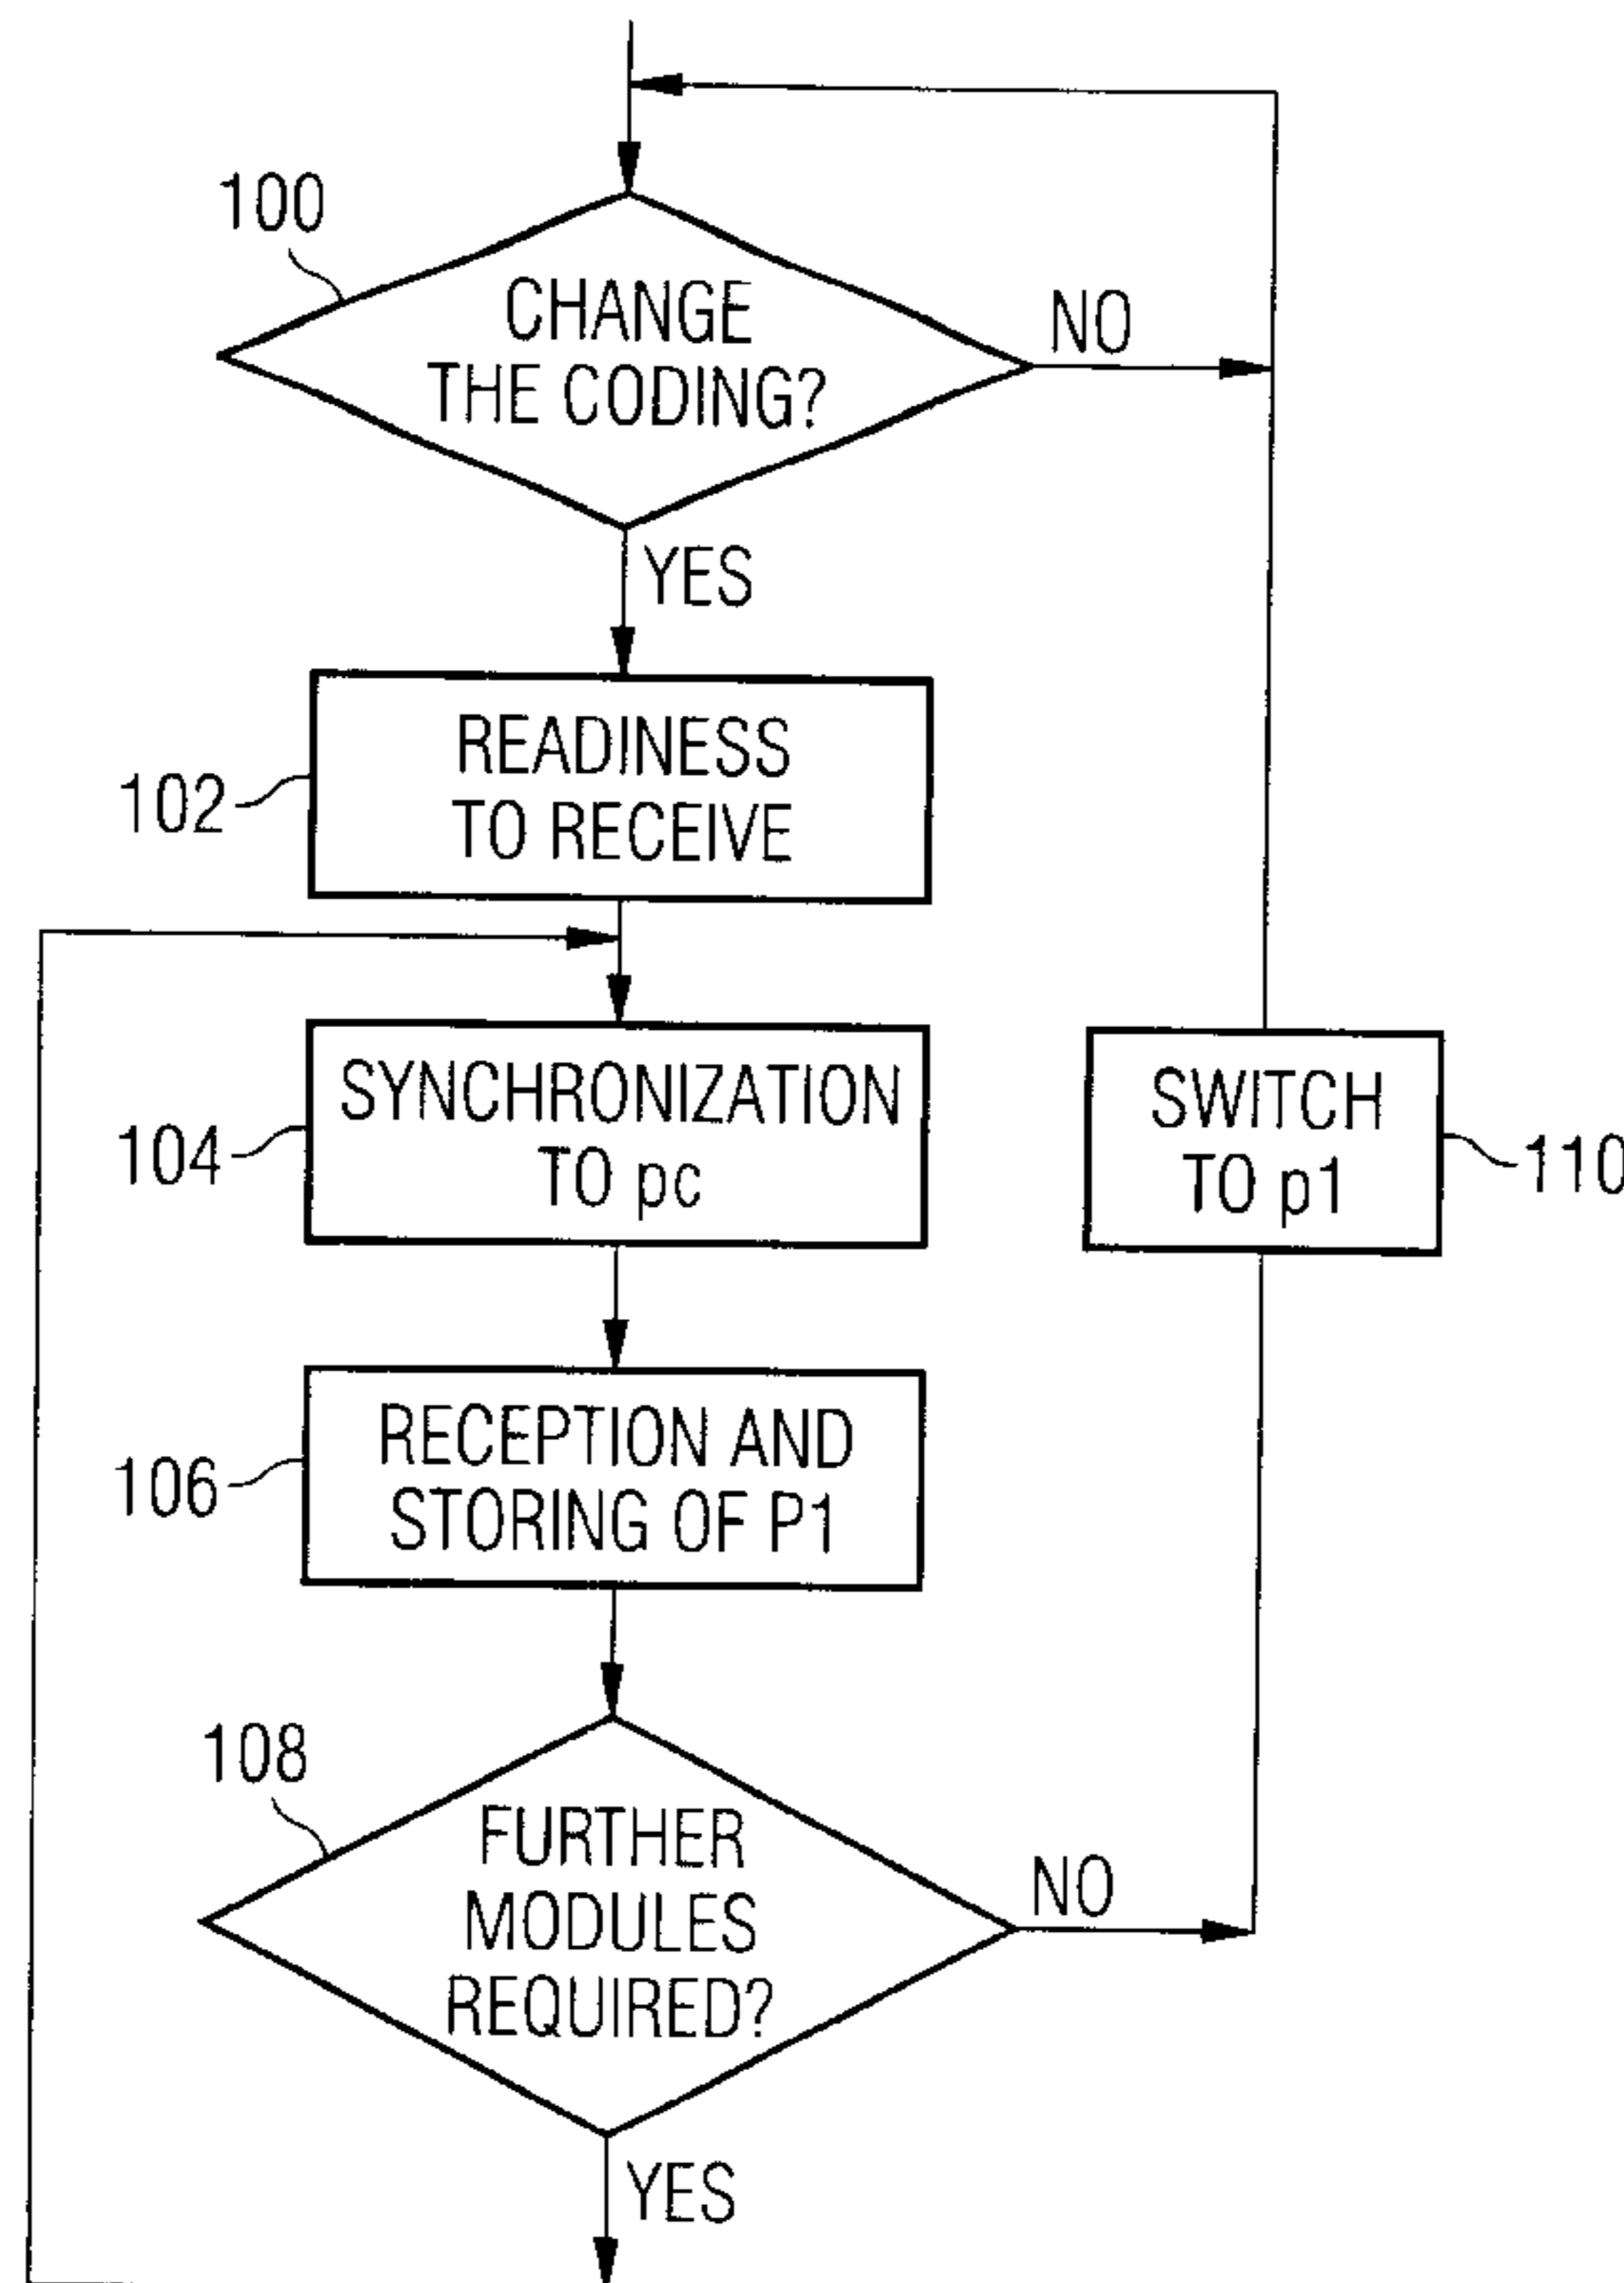 100
CHANGE
THE CODING?
NO
YES
102
READINESS
TO RECEIVE
104
SYNCHRONIZATION
TO pc
SWITCH
TO p1
110
106
RECEPTION AND
STORING OF P1
108
FURTHER
MODULES
REQUIRED?
NO
YES